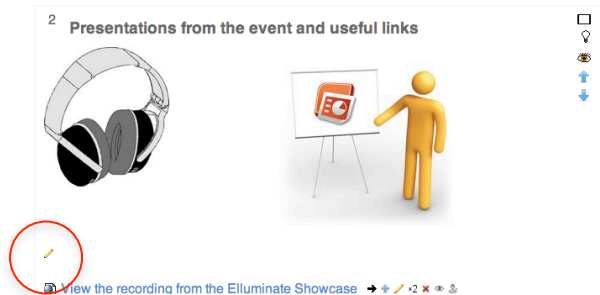 2
Presentations from the event and useful links
View the recording from the Elluminate Showcase ×2